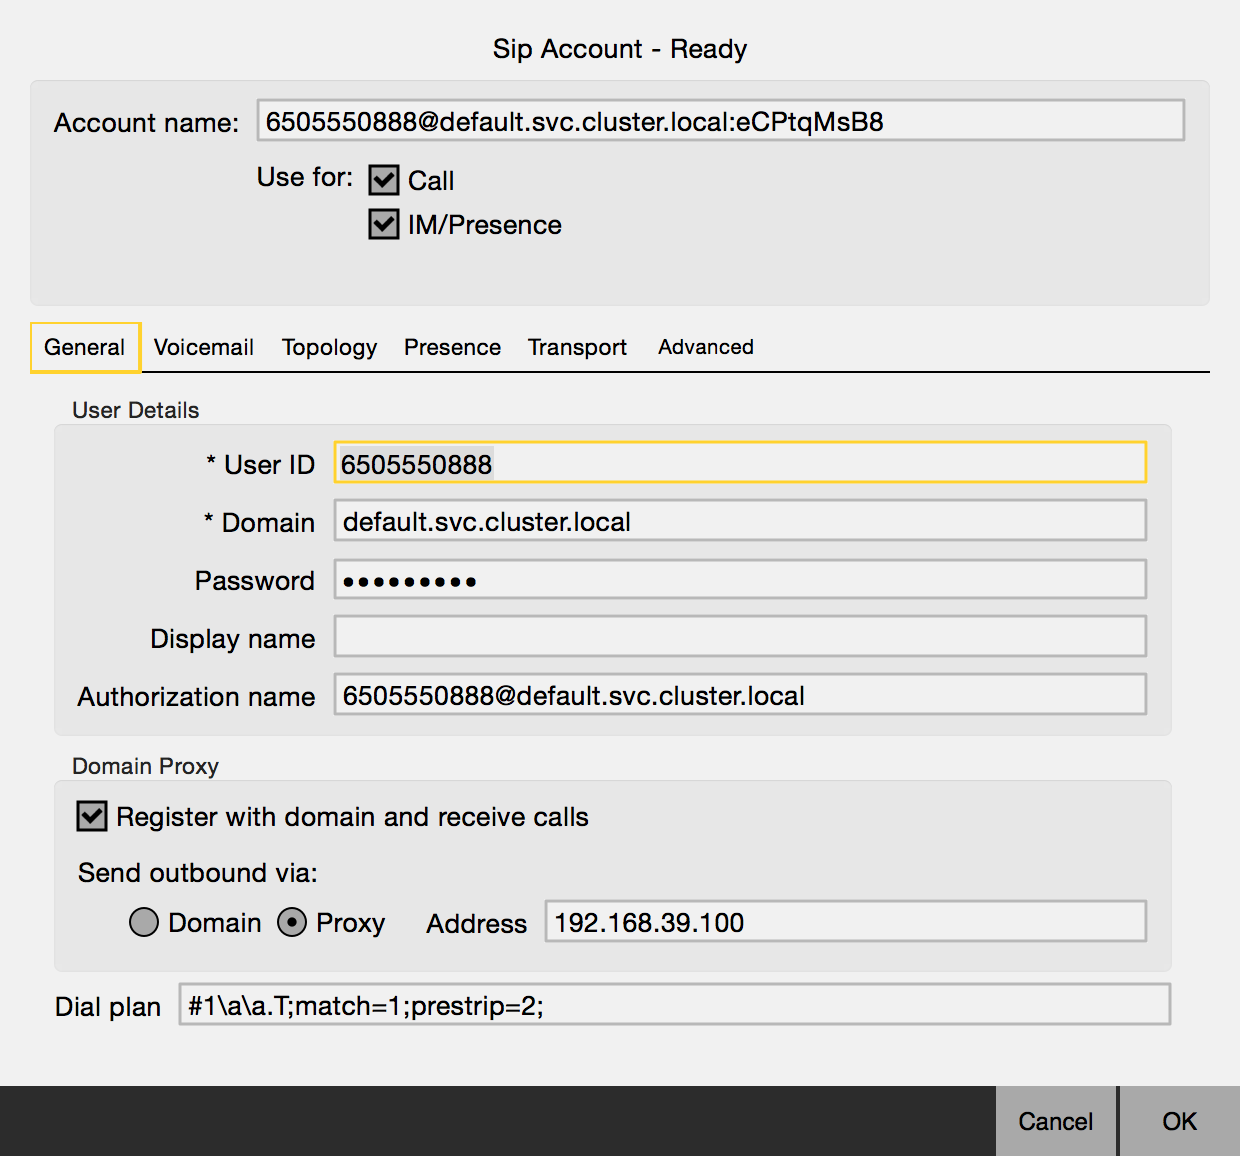 Sip Account - Ready
Account name: 6505550888@default.svc.cluster.local:eCPtqMsB8
Use for: Call
IM/Presence
General Voicemail Topology Presence Transport Advanced
User Details
* User ID 6505550888
* Domain default.svc.cluster.local
Password •••••••••
Display name
Authorization name 6505550888@default.svc.cluster.local
Domain Proxy
Register with domain and receive calls
Send outbound via:
Domain Proxy Address 192.168.39.100
Dial plan #1\a\a.T;match=1;prestrip=2;
Cancel OK